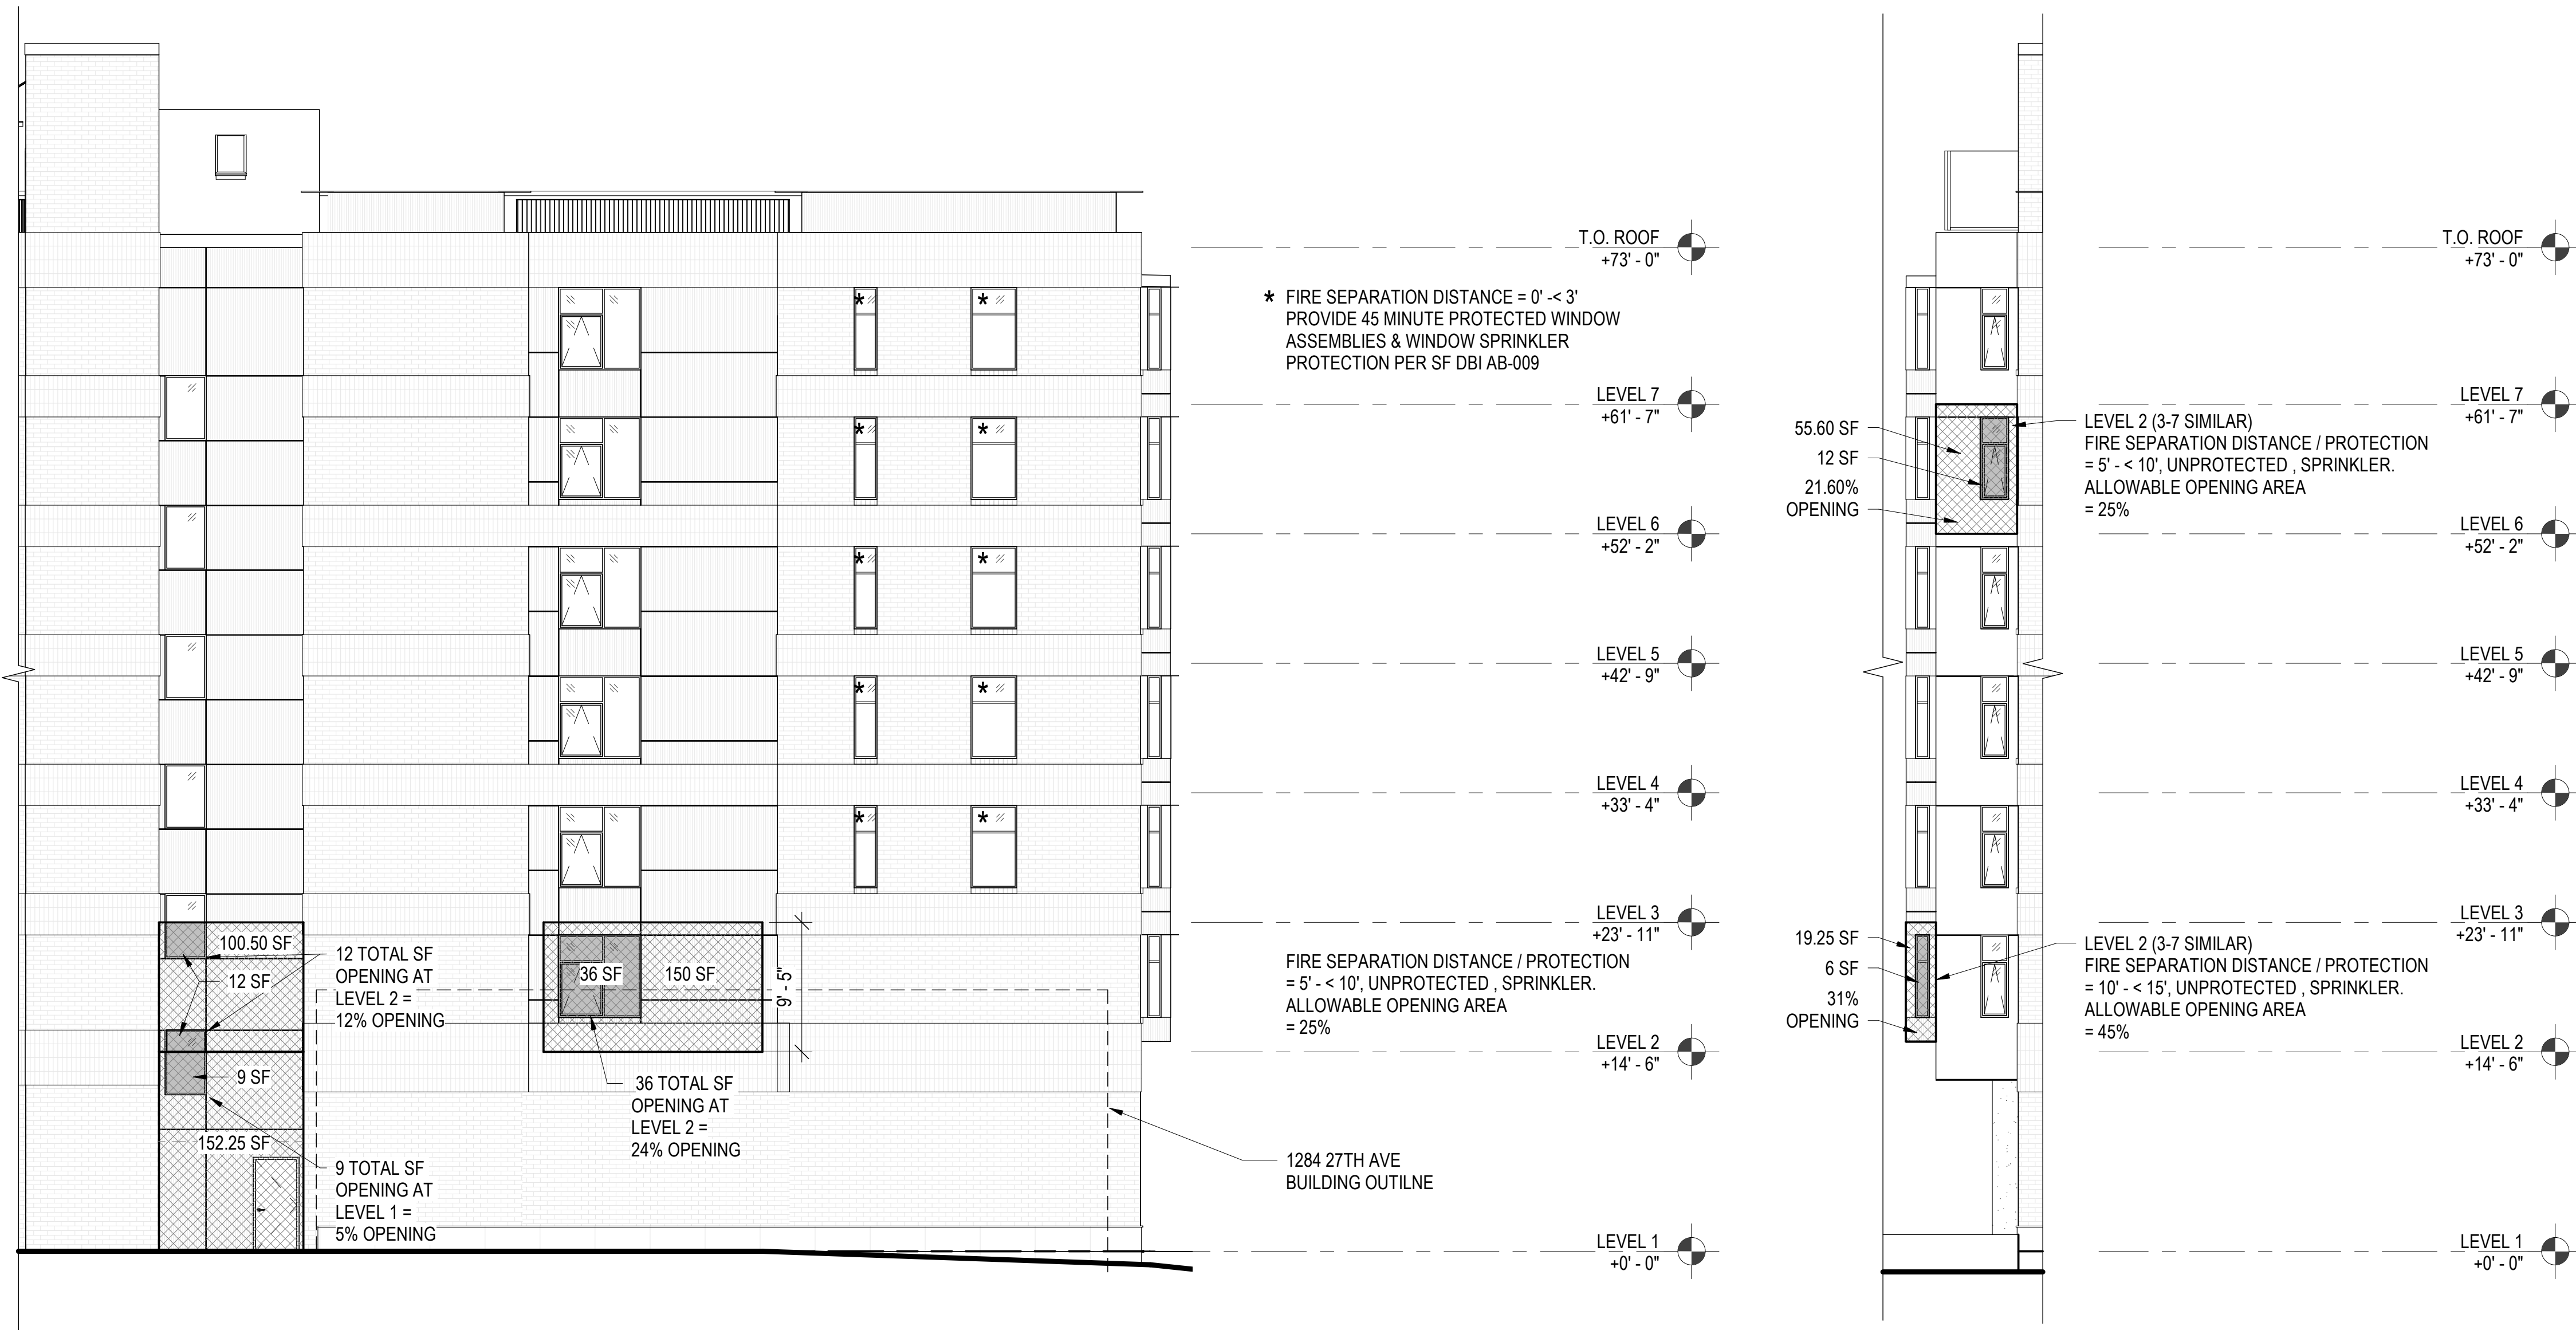 T.O. ROOF
+73' - 0"
* FIRE SEPARATION DISTANCE = 0' -< 3'
PROVIDE 45 MINUTE PROTECTED WINDOW
ASSEMBLIES & WINDOW SPRINKLER
PROTECTION PER SF DBI AB-009
* *
LEVEL 7
+61' - 7"
* *
LEVEL 6
+52' - 2"
* *
LEVEL 5
+42' - 9"
* *
LEVEL 4
+33' - 4"
* *
LEVEL 3
+23' - 11"
FIRE SEPARATION DISTANCE / PROTECTION
= 5' - < 10', UNPROTECTED , SPRINKLER.
ALLOWABLE OPENING AREA
= 25%
LEVEL 2
+14' - 6"
100.50 SF
12 SF
12 TOTAL SF
OPENING AT
LEVEL 2 =
12% OPENING
36 SF
150 SF
9' - 5"
9 SF
36 TOTAL SF
OPENING AT
LEVEL 2 =
24% OPENING
152.25 SF
9 TOTAL SF
OPENING AT
LEVEL 1 =
5% OPENING
1284 27TH AVE
BUILDING OUTILNE
LEVEL 1
+0' - 0"
T.O. ROOF
+73' - 0"
LEVEL 7
+61' - 7"
55.60 SF
12 SF
21.60%
OPENING
LEVEL 2 (3-7 SIMILAR)
FIRE SEPARATION DISTANCE / PROTECTION
= 5' - < 10', UNPROTECTED , SPRINKLER.
ALLOWABLE OPENING AREA
= 25%
LEVEL 6
+52' - 2"
LEVEL 5
+42' - 9"
LEVEL 4
+33' - 4"
LEVEL 3
+23' - 11"
19.25 SF
6 SF
31%
OPENING
LEVEL 2 (3-7 SIMILAR)
FIRE SEPARATION DISTANCE / PROTECTION
= 10' - < 15', UNPROTECTED , SPRINKLER.
ALLOWABLE OPENING AREA
= 45%
LEVEL 2
+14' - 6"
LEVEL 1
+0' - 0"